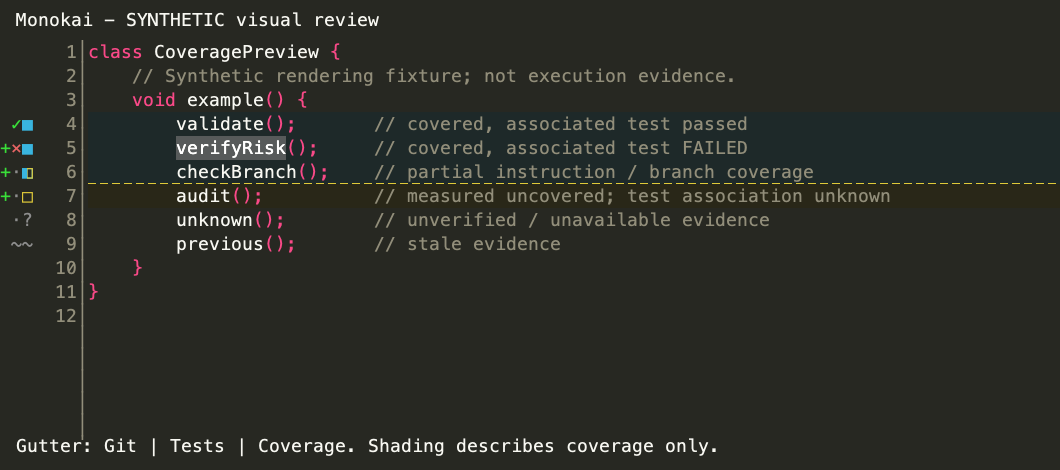 Monokai – SYNTHETIC visual review
1 class CoveragePreview {
2     // Synthetic rendering fixture; not execution evidence.
3     void example() {
✓■ 4         validate();       // covered, associated test passed
+×■ 5         verifyRisk();     // covered, associated test FAILED
+·◧ 6         checkBranch();    // partial instruction / branch coverage
+·□ 7         audit();          // measured uncovered; test association unknown
·? 8         unknown();        // unverified / unavailable evidence
~~ 9         previous();       // stale evidence
10     }
11 }
12
Gutter: Git | Tests | Coverage. Shading describes coverage only.